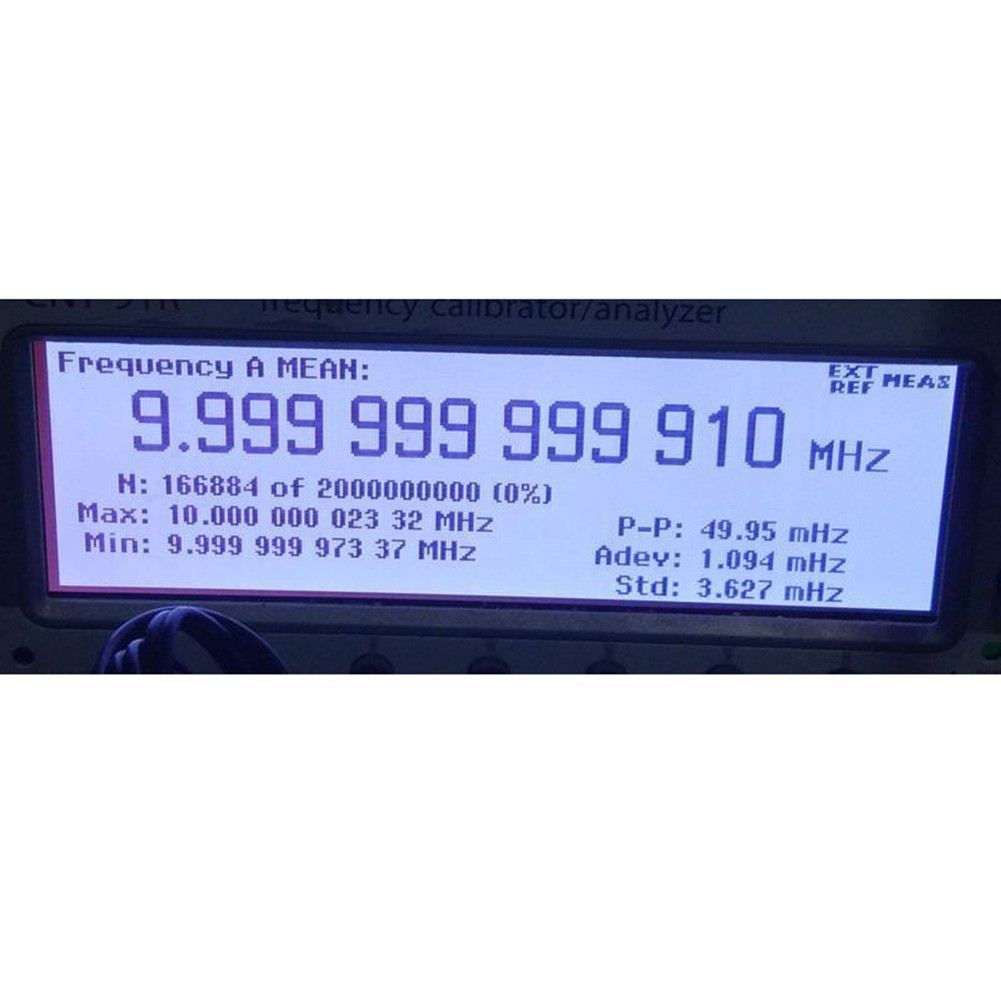 frequency calibrator/analyzer
Frequency A MEAN:
EXT REF MEAS
9.999 999 999 910 MHz
N: 166884 of 2000000000 (0%)
Max: 10.000 000 023 32 MHz
P-P: 49.95 mHz
Min: 9.999 999 973 37 MHz
Adev: 1.094 mHz
Std: 3.627 mHz